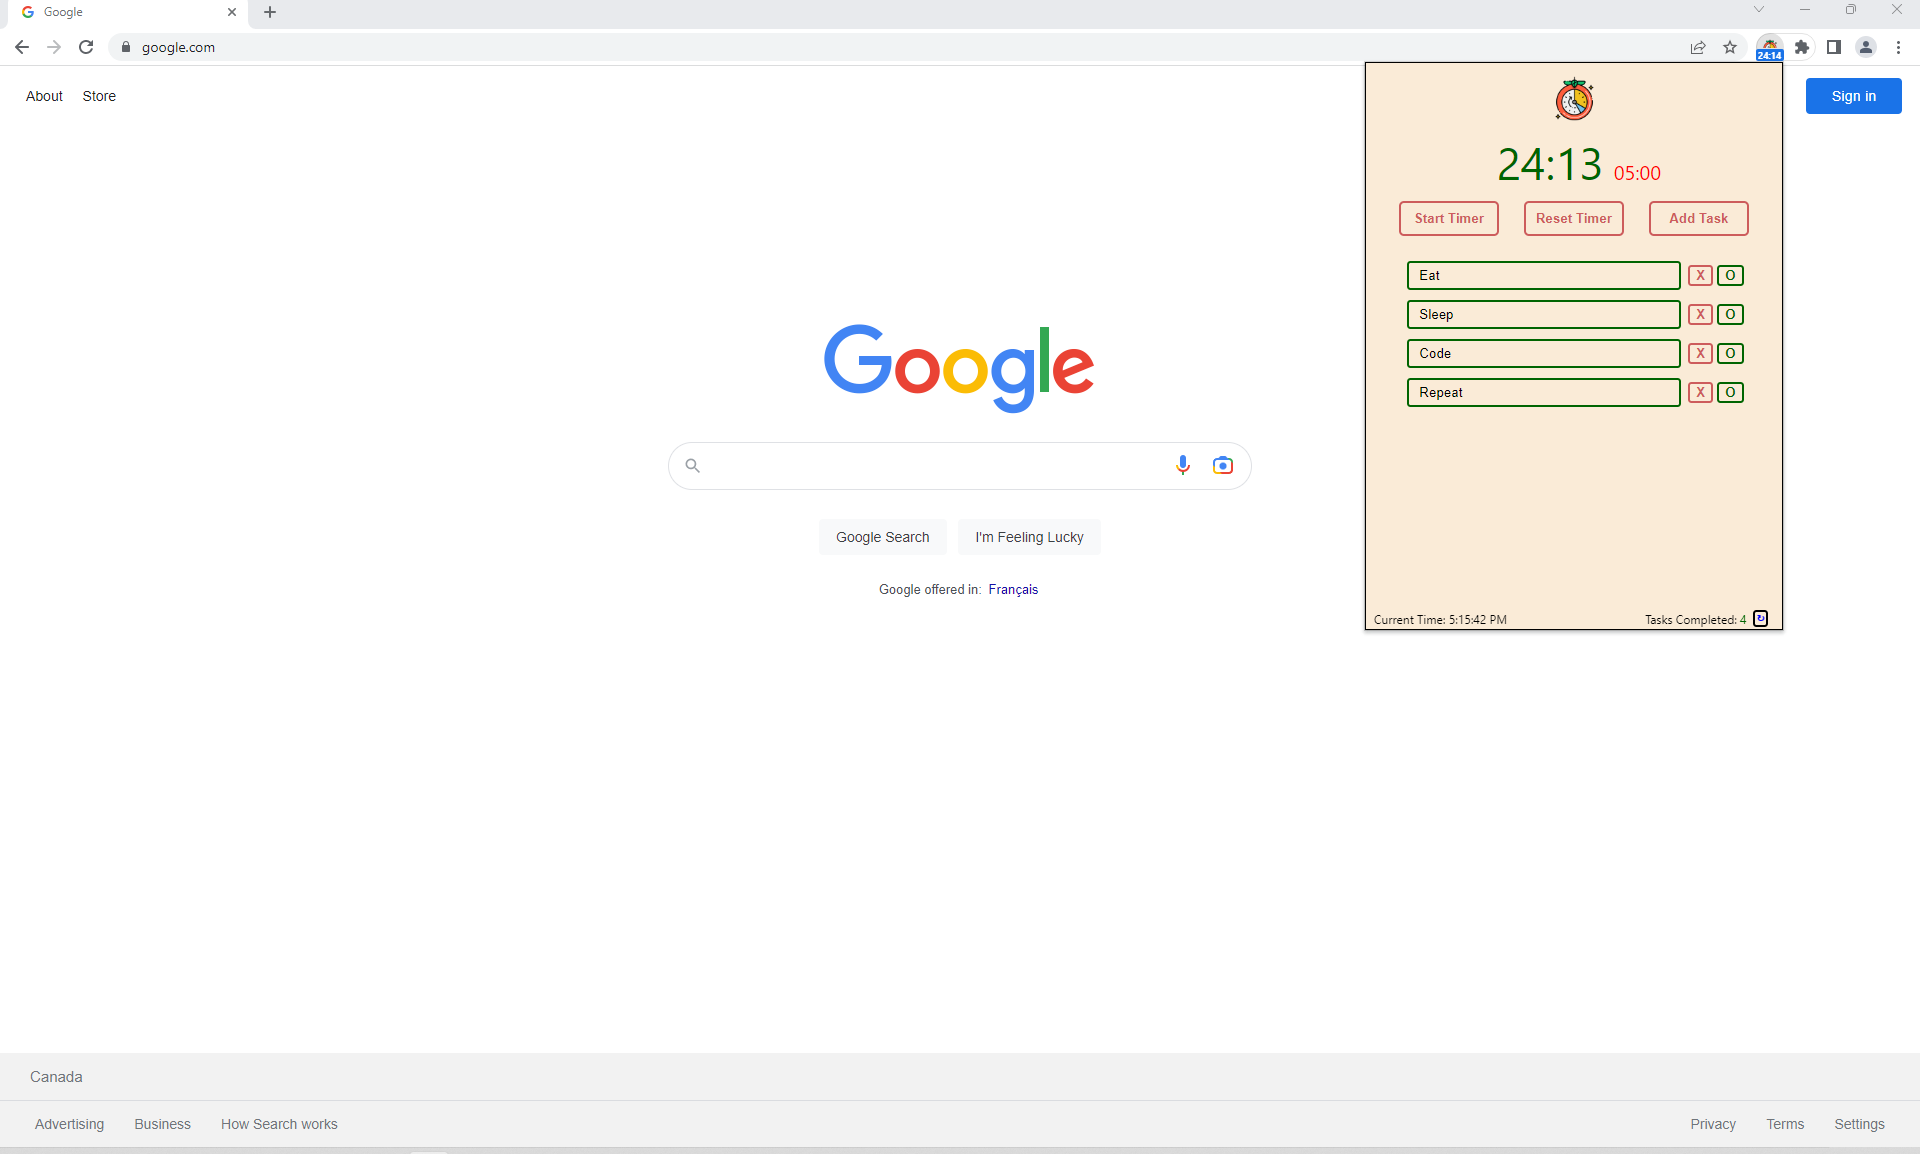 Google
google.com
24:14
About Store
Sign in
24:13 05:00
Start Timer Reset Timer Add Task
Eat X O
Sleep X O
Code X O
Repeat X O
Current Time: 5:15:42 PM Tasks Completed: 4
Google
Google Search I'm Feeling Lucky
Google offered in: Français
Canada
Advertising Business How Search works
Privacy Terms Settings